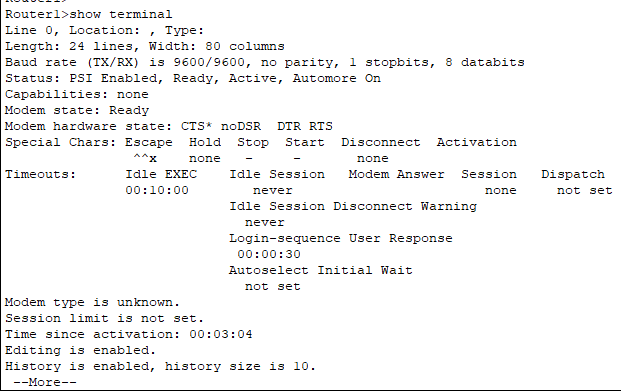 Router1>show terminal
Line 0, Location: , Type:
Length: 24 lines, Width: 80 columns
Baud rate (TX/RX) is 9600/9600, no parity, 1 stopbits, 8 databits
Status: PSI Enabled, Ready, Active, Automore On
Capabilities: none
Modem state: Ready
Modem hardware state: CTS* noDSR  DTR RTS
Special Chars: Escape  Hold  Stop  Start  Disconnect  Activation
                ^^x    none   -     -       none
Timeouts:      Idle EXEC    Idle Session   Modem Answer  Session   Dispatch
               00:10:00        never                        none     not set
                            Idle Session Disconnect Warning
                              never
                            Login-sequence User Response
                             00:00:30
                            Autoselect Initial Wait
                              not set
Modem type is unknown.
Session limit is not set.
Time since activation: 00:03:04
Editing is enabled.
History is enabled, history size is 10.
 --More--